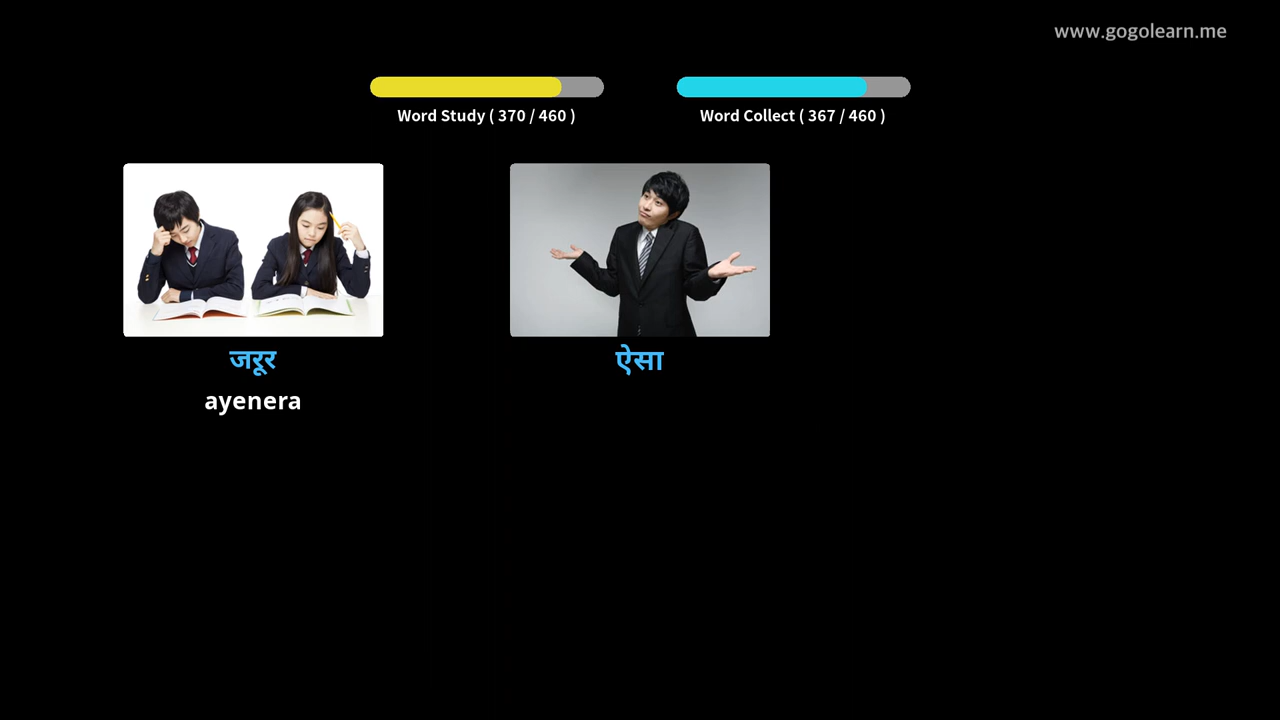 www.gogolearn.me
Word Study ( 370 / 460 )
Word Collect ( 367 / 460 )
जरूर
ayenera
ऐसा